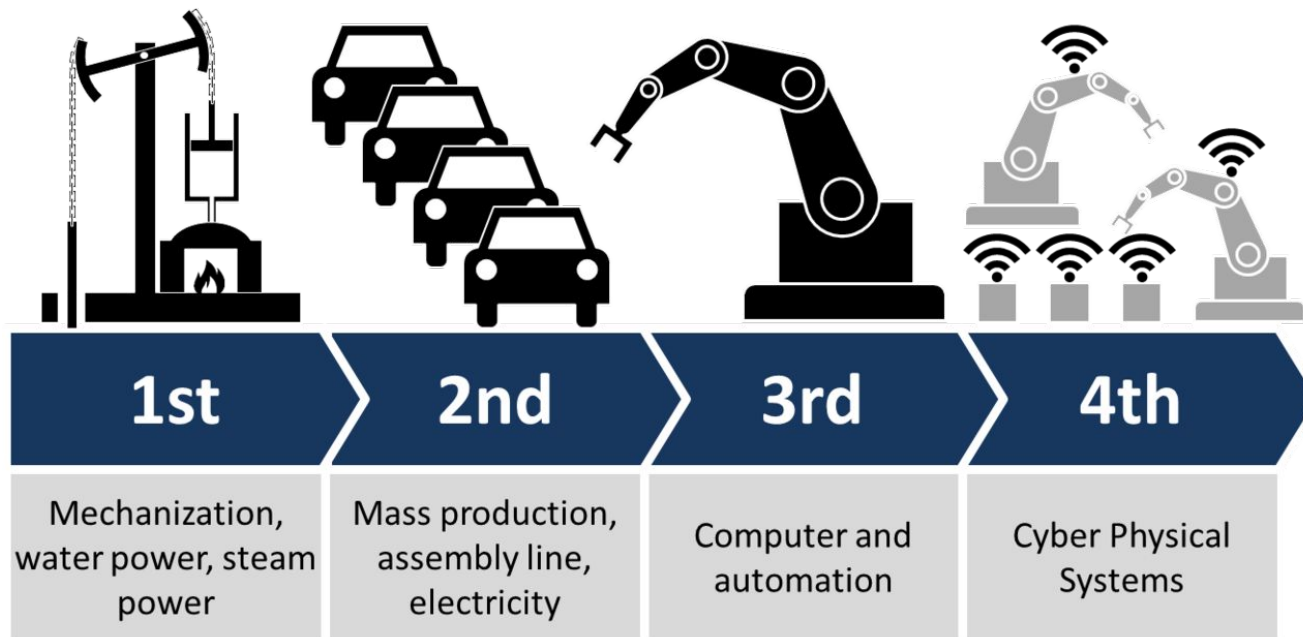 1st
2nd
3rd
4th
Mechanization,
water power, steam
power
Mass production,
assembly line,
electricity
Computer and
automation
Cyber Physical
Systems